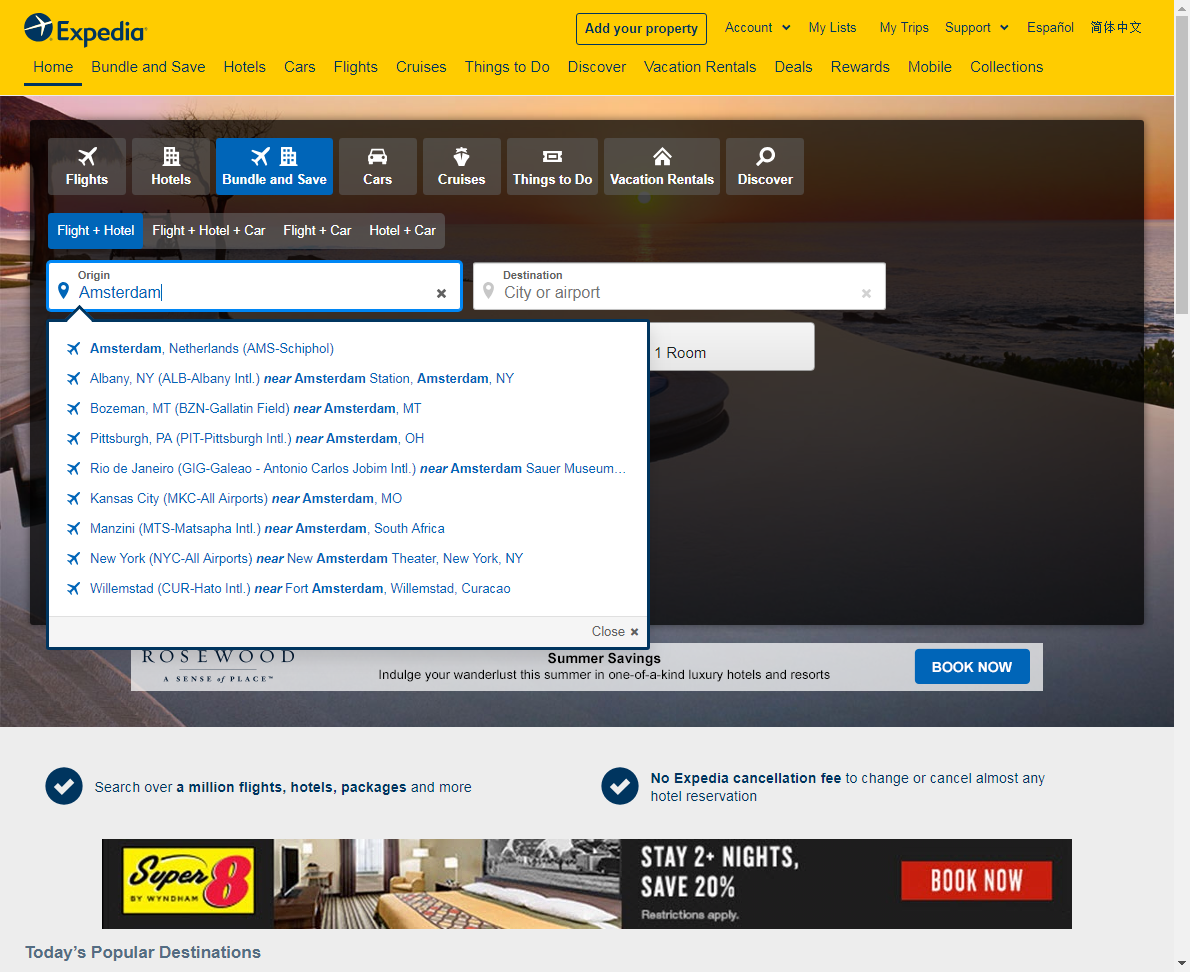 Expedia
Add your property
Account
My Lists
My Trips
Support
Español
简体中文
Home
Bundle and Save
Hotels
Cars
Flights
Cruises
Things to Do
Discover
Vacation Rentals
Deals
Rewards
Mobile
Collections
Flights
Hotels
Bundle and Save
Cars
Cruises
Things to Do
Vacation Rentals
Discover
Flight + Hotel
Flight + Hotel + Car
Flight + Car
Hotel + Car
Origin
Amsterdam
Destination
City or airport
1 Room
Amsterdam, Netherlands (AMS-Schiphol)
Albany, NY (ALB-Albany Intl.) near Amsterdam Station, Amsterdam, NY
Bozeman, MT (BZN-Gallatin Field) near Amsterdam, MT
Pittsburgh, PA (PIT-Pittsburgh Intl.) near Amsterdam, OH
Rio de Janeiro (GIG-Galeao - Antonio Carlos Jobim Intl.) near Amsterdam Sauer Museum...
Kansas City (MKC-All Airports) near Amsterdam, MO
Manzini (MTS-Matsapha Intl.) near Amsterdam, South Africa
New York (NYC-All Airports) near New Amsterdam Theater, New York, NY
Willemstad (CUR-Hato Intl.) near Fort Amsterdam, Willemstad, Curacao
Close
ROSEWOOD
A SENSE of PLACE™
Summer Savings
Indulge your wanderlust this summer in one-of-a-kind luxury hotels and resorts
BOOK NOW
Search over a million flights, hotels, packages and more
No Expedia cancellation fee to change or cancel almost any
hotel reservation
Super 8
BY WYNDHAM
STAY 2+ NIGHTS,
SAVE 20%
Restrictions apply.
BOOK NOW
Today's Popular Destinations